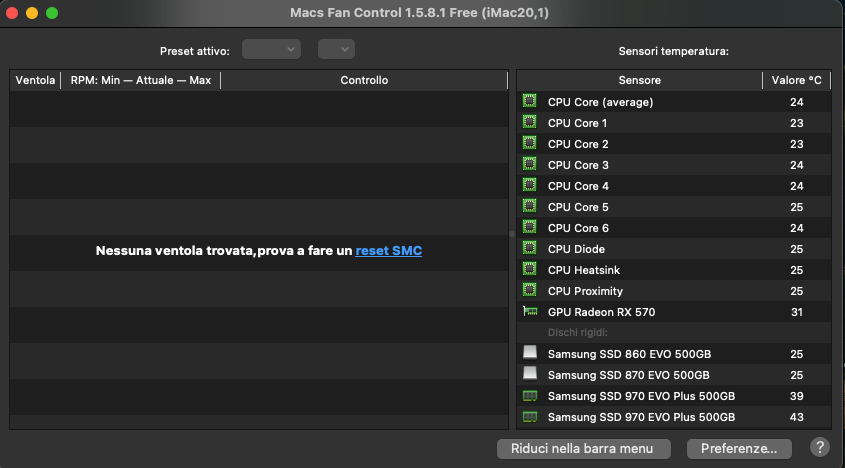 Macs Fan Control 1.5.8.1 Free (iMac20,1)
Preset attivo:
Sensori temperatura:
Ventola RPM: Min — Attuale — Max Controllo
Nessuna ventola trovata,prova a fare un reset SMC
Sensore Valore °C
CPU Core (average) 24
CPU Core 1 23
CPU Core 2 23
CPU Core 3 24
CPU Core 4 24
CPU Core 5 25
CPU Core 6 24
CPU Diode 25
CPU Heatsink 25
CPU Proximity 25
GPU Radeon RX 570 31
Dischi rigidi:
Samsung SSD 860 EVO 500GB 25
Samsung SSD 870 EVO 500GB 25
Samsung SSD 970 EVO Plus 500GB 39
Samsung SSD 970 EVO Plus 500GB 43
Riduci nella barra menu Preferenze... ?